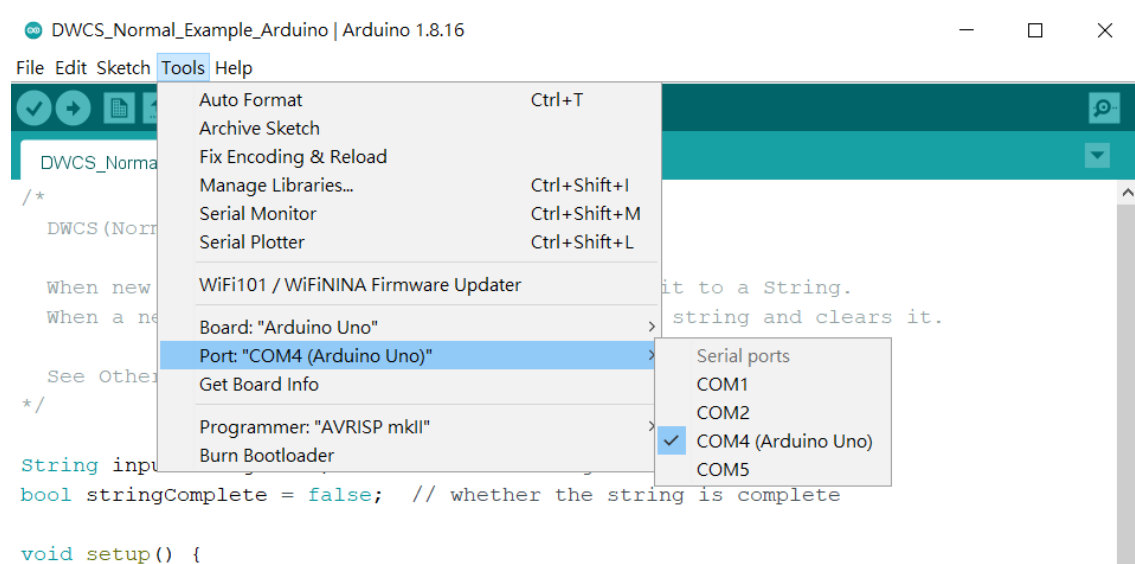 DWCS_Normal_Example_Arduino | Arduino 1.8.16
File Edit Sketch Tools Help
Auto Format Ctrl+T
Archive Sketch
Fix Encoding & Reload
Manage Libraries... Ctrl+Shift+I
Serial Monitor Ctrl+Shift+M
Serial Plotter Ctrl+Shift+L
WiFi101 / WiFiNINA Firmware Updater
Board: "Arduino Uno"
Port: "COM4 (Arduino Uno)"
Get Board Info
Programmer: "AVRISP mkII"
Burn Bootloader
Serial ports
COM1
COM2
COM4 (Arduino Uno)
COM5
DWCS_Norma
/*
DWCS(Norm
When new it to a String.
When a ne string and clears it.
See Other
*/
String inpu
bool stringComplete = false; // whether the string is complete
void setup() {